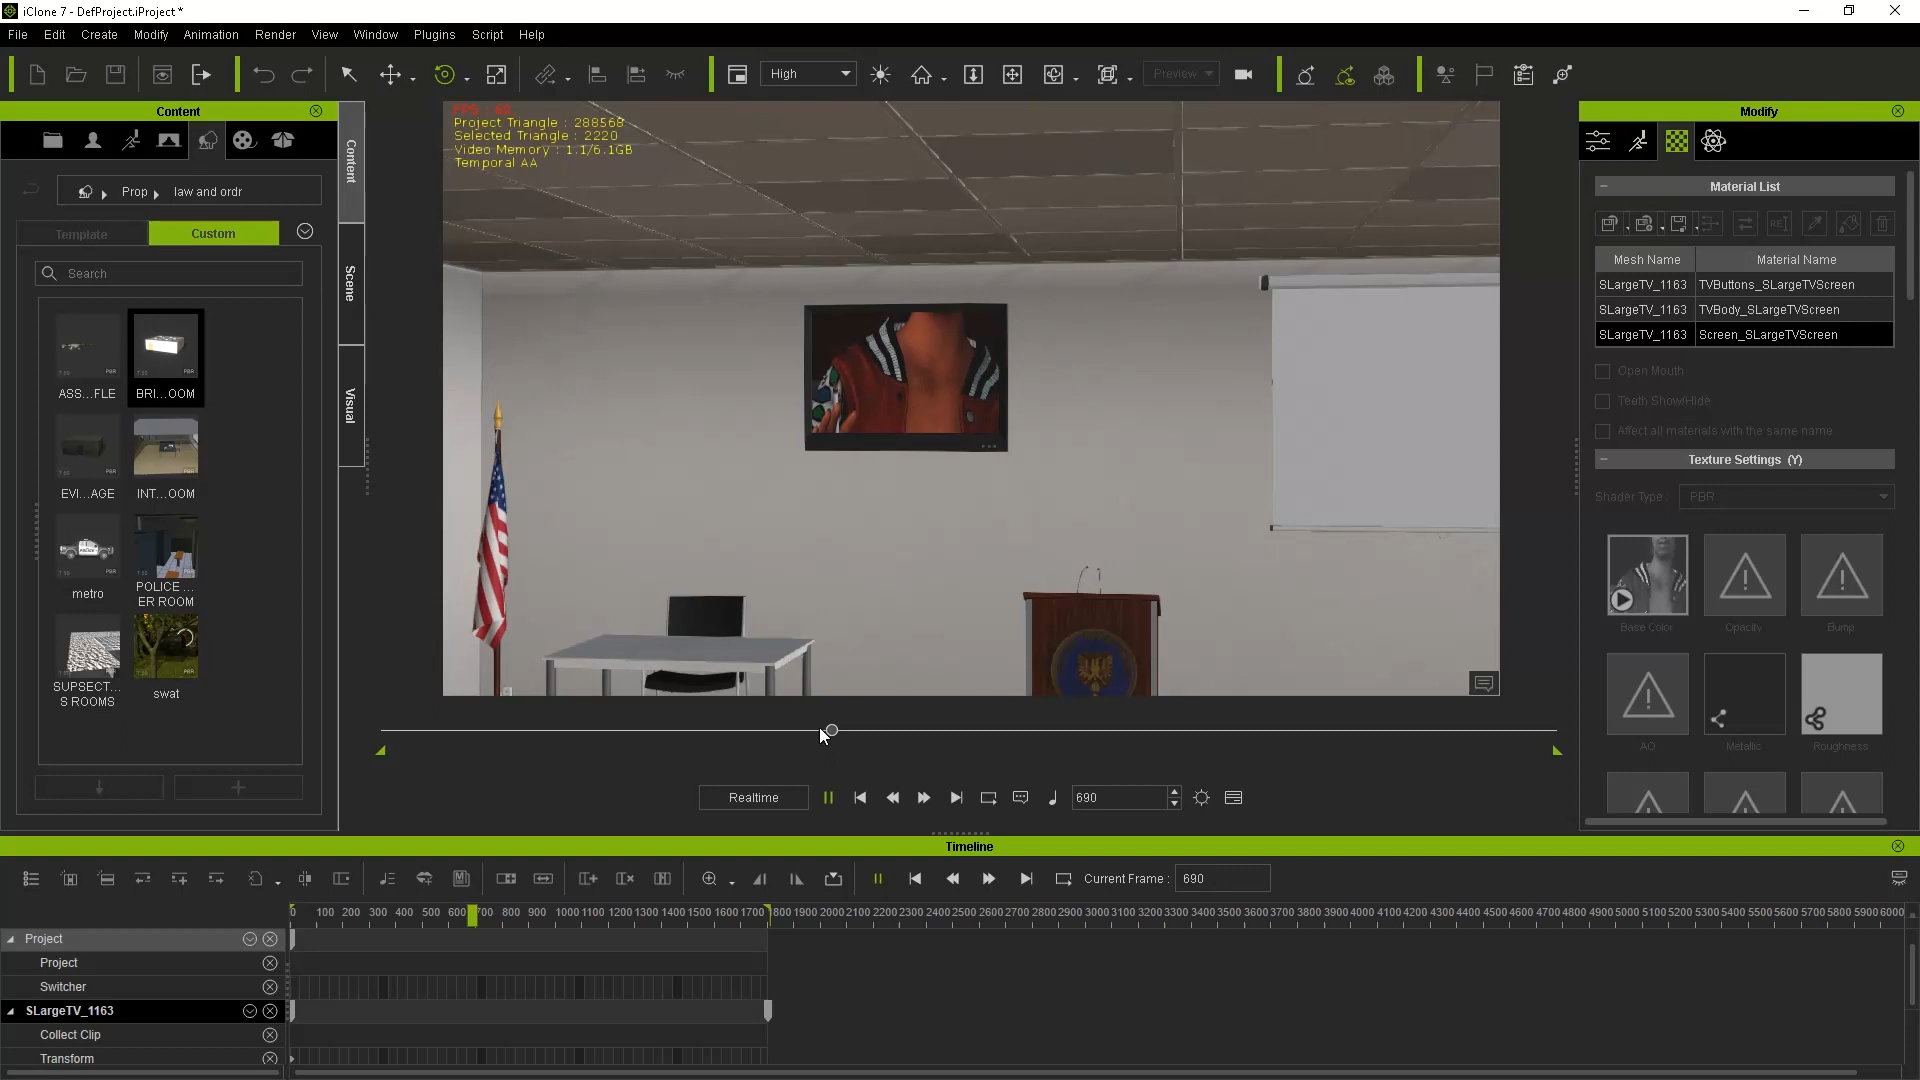 iClone 7 - DefProject.iProject *
File Edit Create Modify Animation Render View Window Plugins Script Help
High
Preview
Content
Modify
Content
Scene
Visual
Prop law and ordr
Template
Custom
Search
ASS...FLE
BRI...OOM
EVI...AGE
INT...OOM
metro
POLICE ...
ER ROOM
SUPSECT...
S ROOMS
swat
FPS : 60
Project Triangle : 288568
Selected Triangle : 2220
Video Memory : 1.1/6.1GB
Temporal AA
Realtime
690
Material List
Mesh Name Material Name
SLargeTV_1163 TVButtons_SLargeTVScreen
SLargeTV_1163 TVBody_SLargeTVScreen
SLargeTV_1163 Screen_SLargeTVScreen
Open Mouth
Teeth Show/Hide
Affect all materials with the same name
Texture Settings (Y)
Shader Type : PBR
Base Color Opacity Bump
AO Metallic Roughness
Timeline
Current Frame : 690
0 100 200 300 400 500 600 700 800 900 1000 1100 1200 1300 1400 1500 1600 1700 1800 1900 2000 2100 2200 2300 2400 2500 2600 2700 2800 2900 3000 3100 3200 3300 3400 3500 3600 3700 3800 3900 4000 4100 4200 4300 4400 4500 4600 4700 4800 4900 5000 5100 5200 5300 5400 5500 5600 5700 5800 5900 6000
Project
Project
Switcher
SLargeTV_1163
Collect Clip
Transform